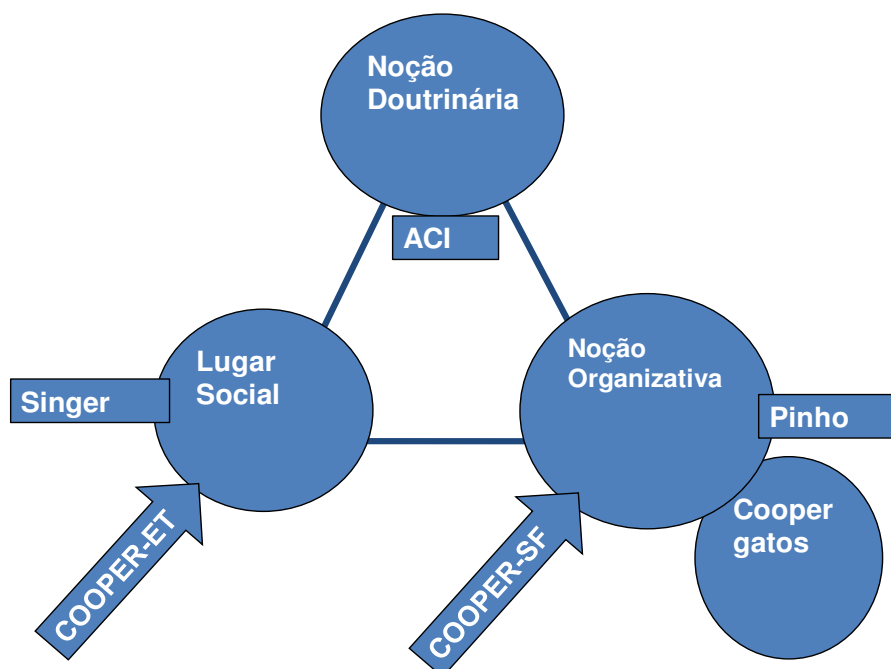 Noção
Doutrinária
ACI
Lugar
Social
Noção
Organizativa
Singer
Pinho
COOPER-ET
COOPER-SF
Cooper
gatos